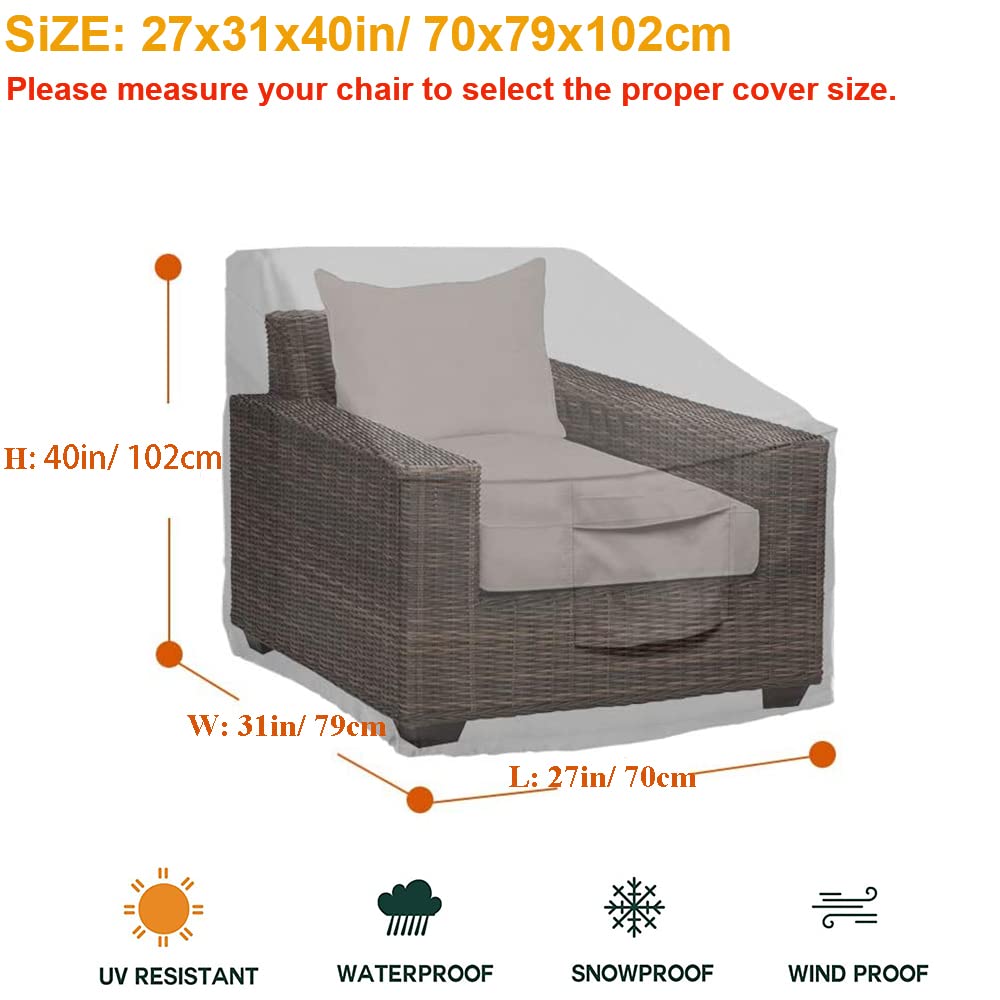 SiZE: 27x31x40in/ 70x79x102cm
Please measure your chair to select the proper cover size.
H: 40in/ 102cm
W: 31in/ 79cm
L: 27in/ 70cm
UV RESISTANT
WATERPROOF
SNOWPROOF
WIND PROOF